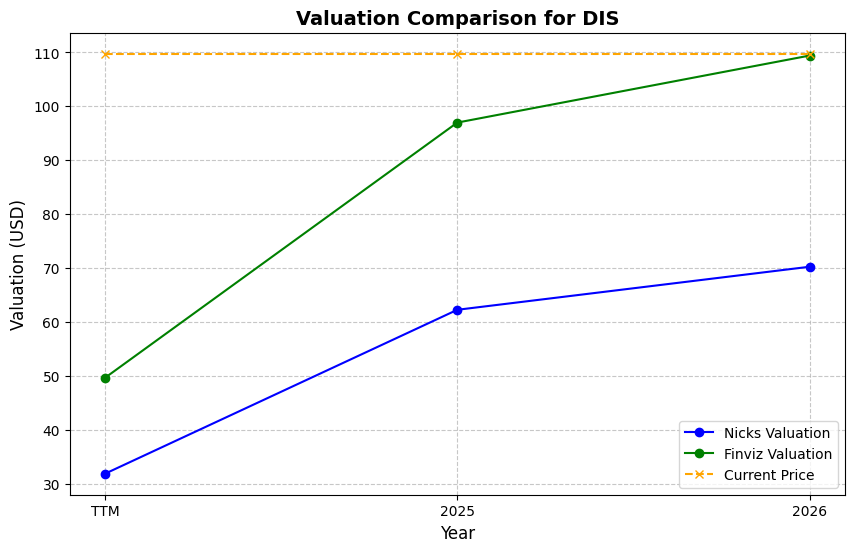 Valuation Comparison for DIS
Valuation (USD)
110
100
90
80
70
60
50
40
30
TTM
2025
2026
Year
Nicks Valuation
Finviz Valuation
Current Price